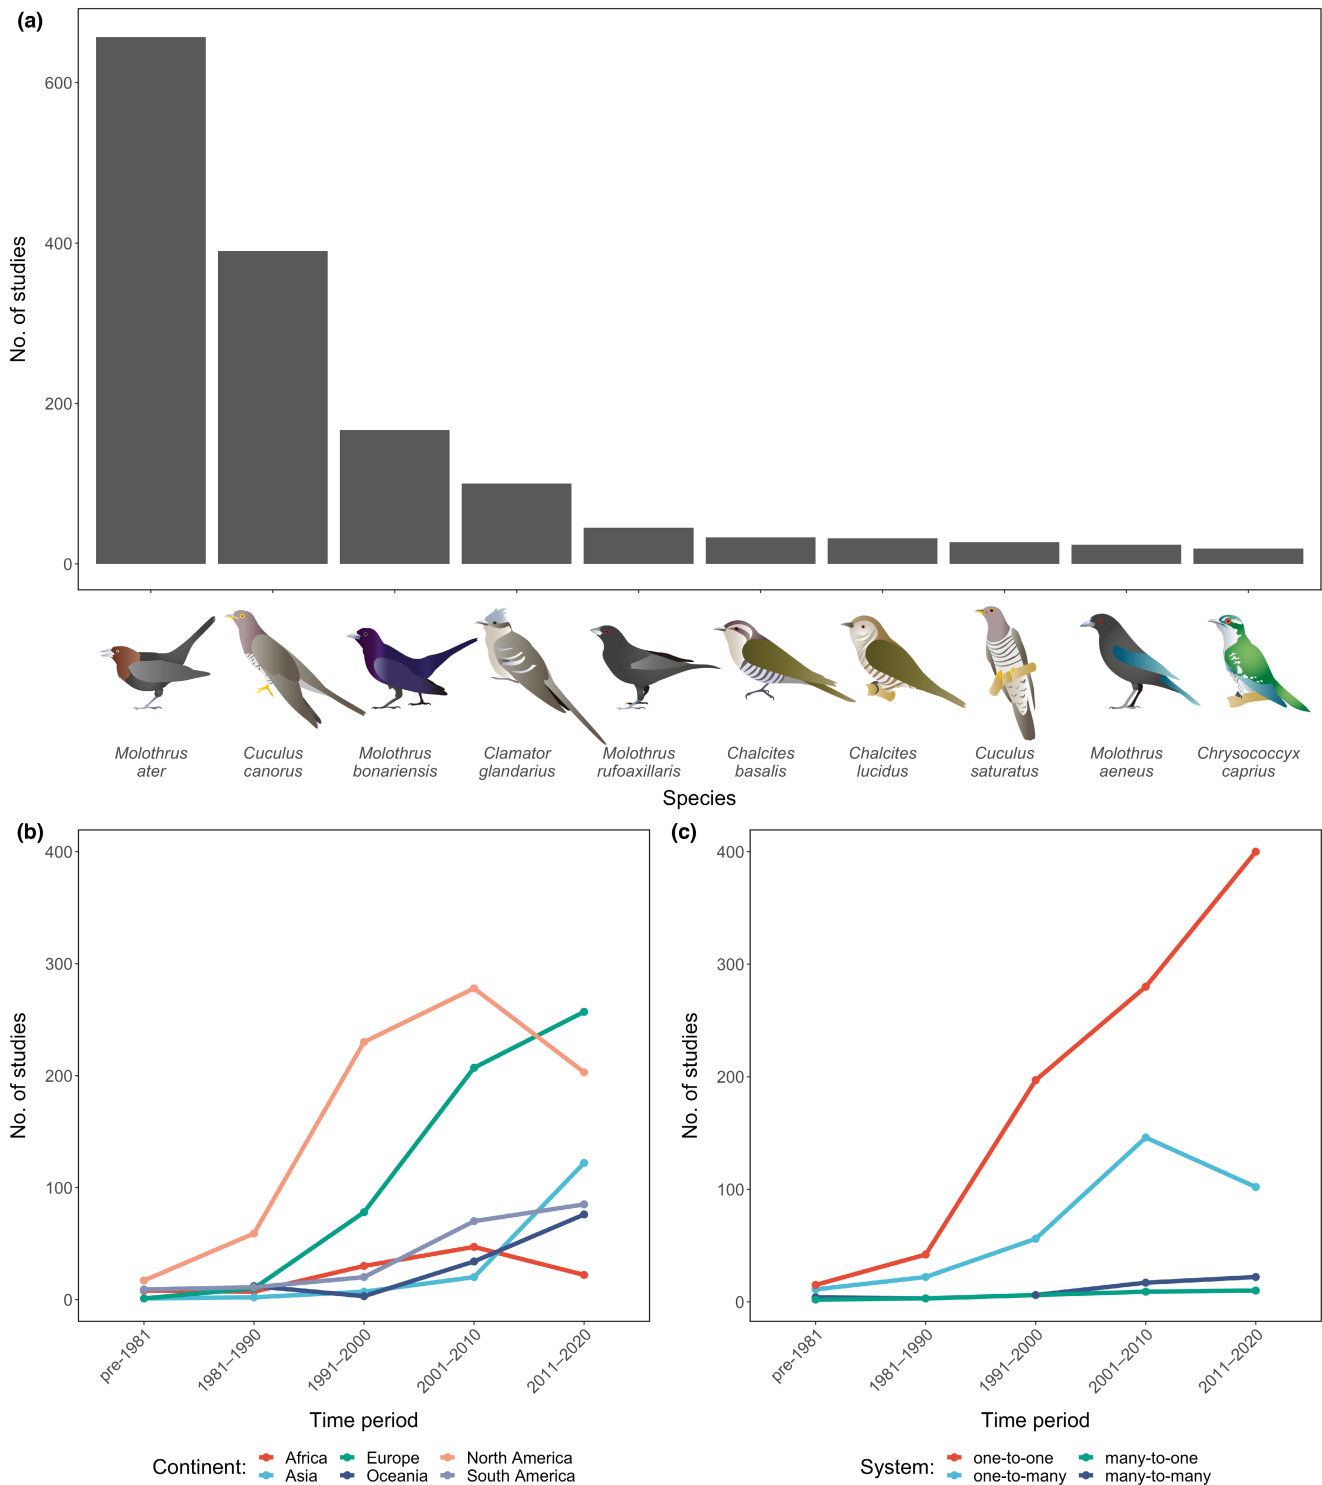 (a)
600
400
200
0
No. of studies
Molothrus ater
Cuculus canorus
Molothrus bonariensis
Clamator glandarius
Molothrus rufoaxillaris
Chalcites basalis
Chalcites lucidus
Cuculus saturatus
Molothrus aeneus
Chrysococcyx caprius
Species
(b)
400
300
200
100
0
No. of studies
pre-1981
1981–1990
1991–2000
2001–2010
2011–2020
Time period
Continent:
Africa
Europe
North America
Asia
Oceania
South America
(c)
400
300
200
100
0
No. of studies
pre-1981
1981–1990
1991–2000
2001–2010
2011–2020
Time period
System:
one-to-one
many-to-one
one-to-many
many-to-many